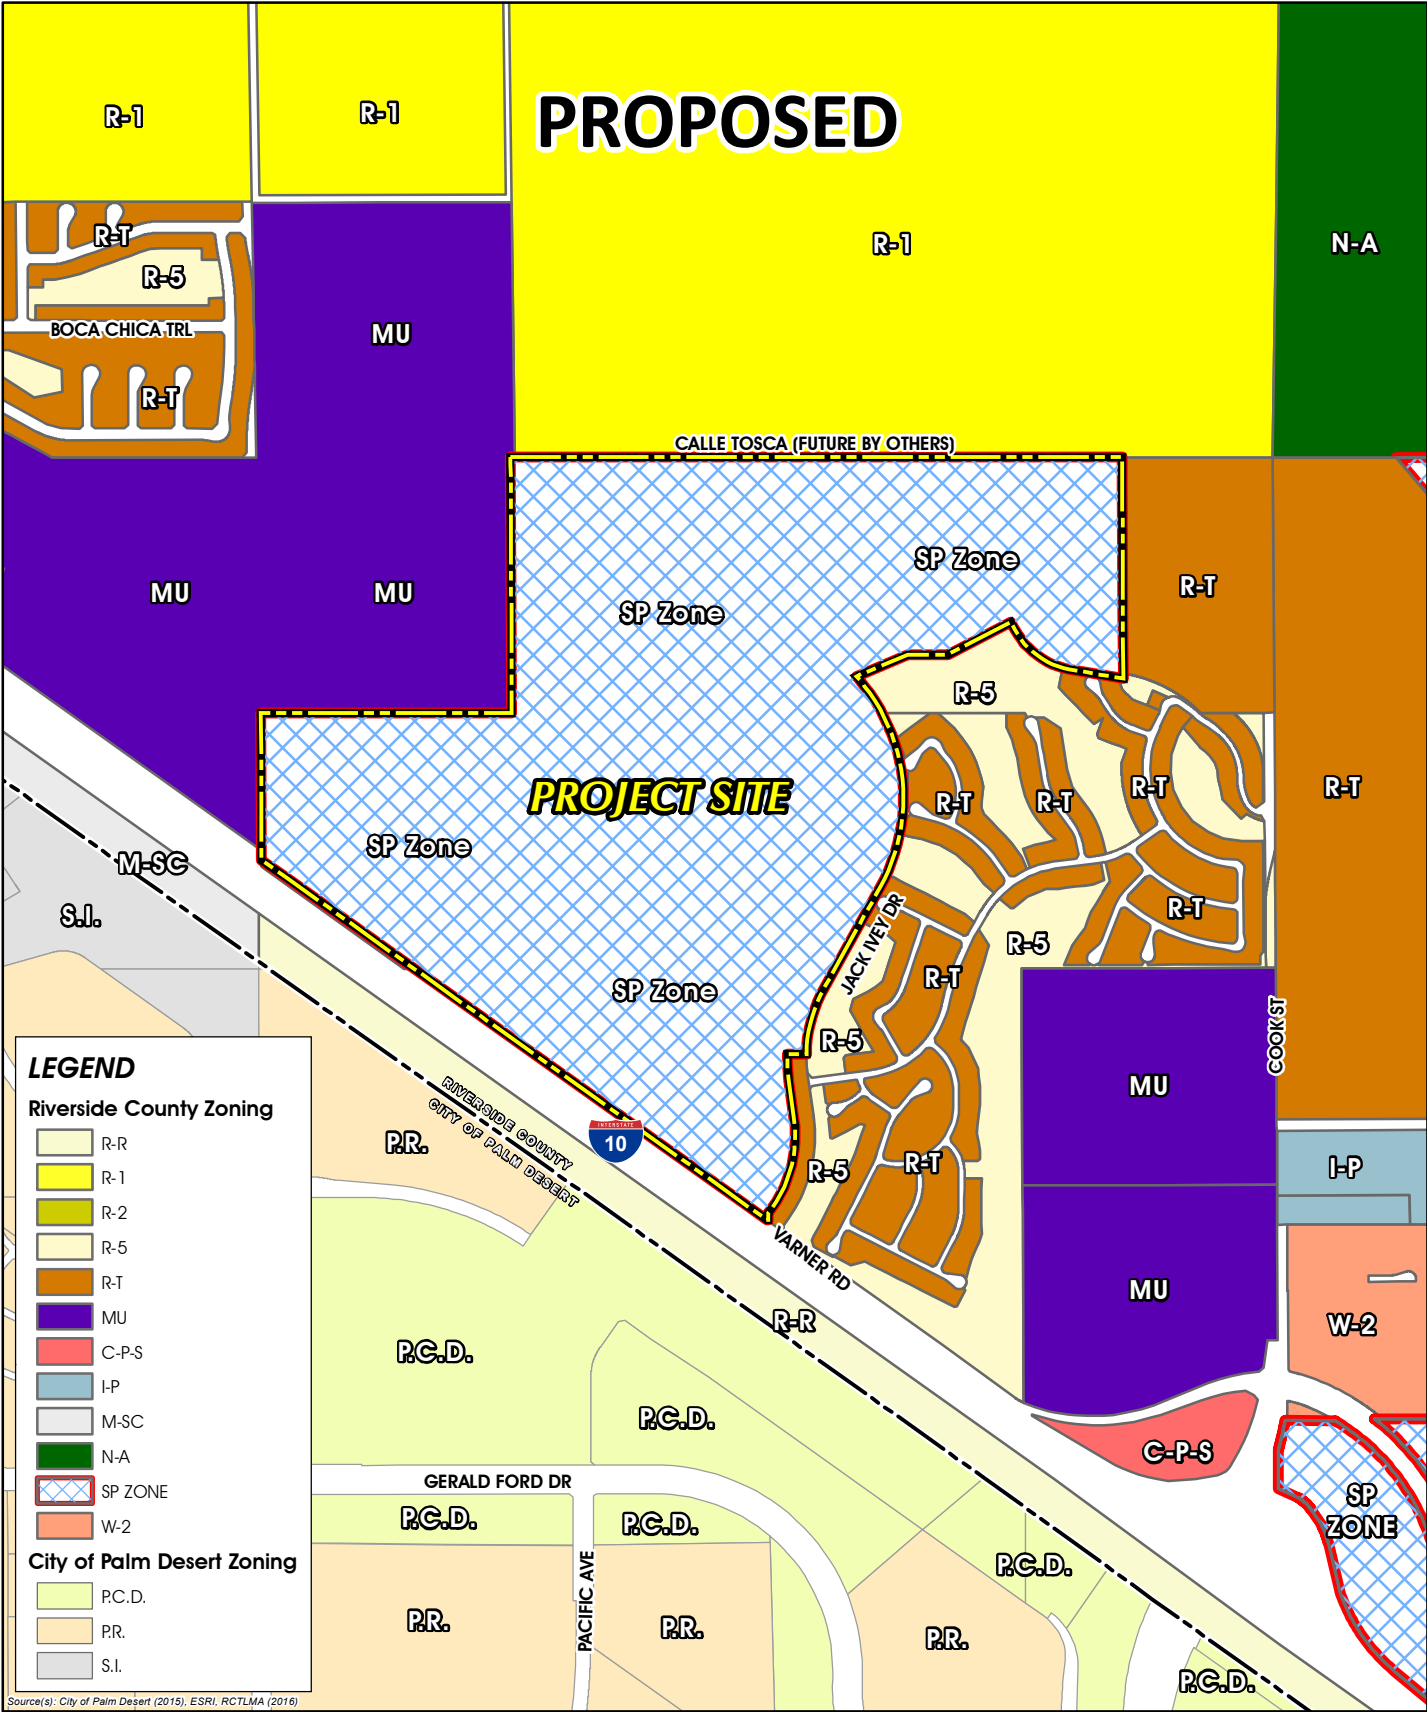 PROPOSED
R-1
R-1
R-1
N-A
R-T
R-5
BOCA CHICA TRL
R-T
MU
CALLE TOSCA (FUTURE BY OTHERS)
MU
MU
SP Zone
SP Zone
R-T
R-5
PROJECT SITE
R-T
R-T
R-T
R-T
SP Zone
M-SC
S.I.
R-T
JACK IVEY DR
R-5
R-T
SP Zone
R-5
COOK ST
MU
RIVERSIDE COUNTY
CITY OF PALM DESERT
INTERSTATE
10
P.R.
R-5
R-T
I-P
VARNER RD
MU
R-R
W-2
P.C.D.
P.C.D.
C-P-S
SP
ZONE
GERALD FORD DR
P.C.D.
P.C.D.
P.C.D.
PACIFIC AVE
P.R.
P.R.
P.R.
P.C.D.
LEGEND
Riverside County Zoning
R-R
R-1
R-2
R-5
R-T
MU
C-P-S
I-P
M-SC
N-A
SP ZONE
W-2
City of Palm Desert Zoning
P.C.D.
P.R.
S.I.
Source(s): City of Palm Desert (2015), ESRI, RCTLMA (2016)